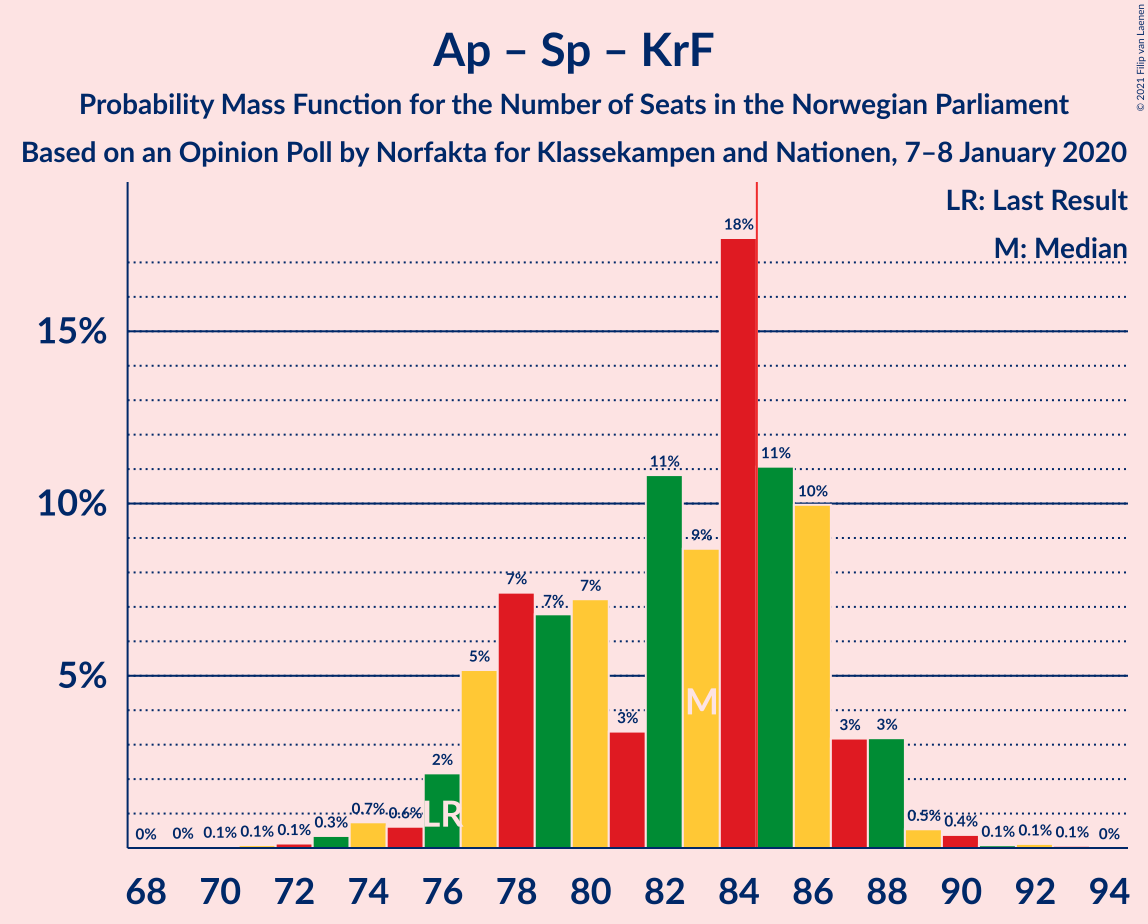 © 2021 Filip van Laenen
Ap – Sp – KrF
Probability Mass Function for the Number of Seats in the Norwegian Parliament
Based on an Opinion Poll by Norfakta for Klassekampen and Nationen, 7–8 January 2020
LR: Last Result
M: Median
15%
10%
5%
0% 0% 0.1% 0.1% 0.1% 0.3% 0.7% 0.6% 2% 5% 7% 7% 7% 3% 11% 9% 18% 11% 10% 3% 3% 0.5% 0.4% 0.1% 0.1% 0.1% 0%
LR M
68 70 72 74 76 78 80 82 84 86 88 90 92 94